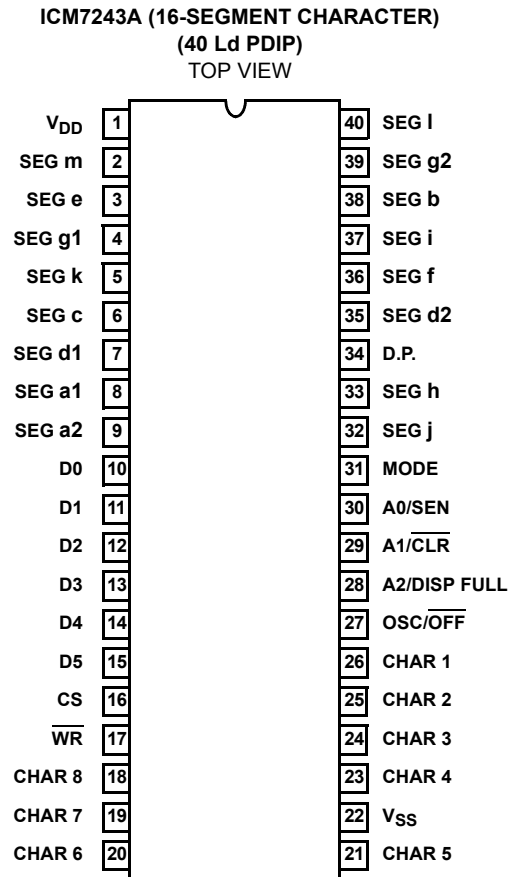 ICM7243A (16-SEGMENT CHARACTER)
(40 Ld PDIP)
TOP VIEW
VDD 1 40 SEG l
SEG m 2 39 SEG g2
SEG e 3 38 SEG b
SEG g1 4 37 SEG i
SEG k 5 36 SEG f
SEG c 6 35 SEG d2
SEG d1 7 34 D.P.
SEG a1 8 33 SEG h
SEG a2 9 32 SEG j
D0 10 31 MODE
D1 11 30 A0/SEN
D2 12 29 A1/C̅L̅R̅
D3 13 28 A2/DISP FULL
D4 14 27 OSC/O̅F̅F̅
D5 15 26 CHAR 1
CS 16 25 CHAR 2
W̅R̅ 17 24 CHAR 3
CHAR 8 18 23 CHAR 4
CHAR 7 19 22 VSS
CHAR 6 20 21 CHAR 5